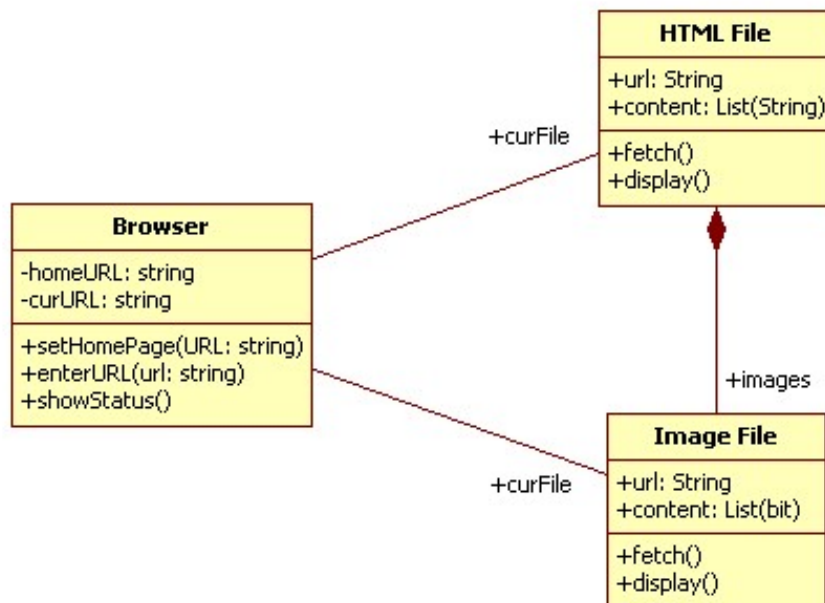 HTML File
+url: String
+content: List(String)
+fetch()
+display()
+curFile
Browser
-homeURL: string
-curURL: string
+setHomePage(URL: string)
+enterURL(url: string)
+showStatus()
+curFile
+images
Image File
+url: String
+content: List(bit)
+fetch()
+display()